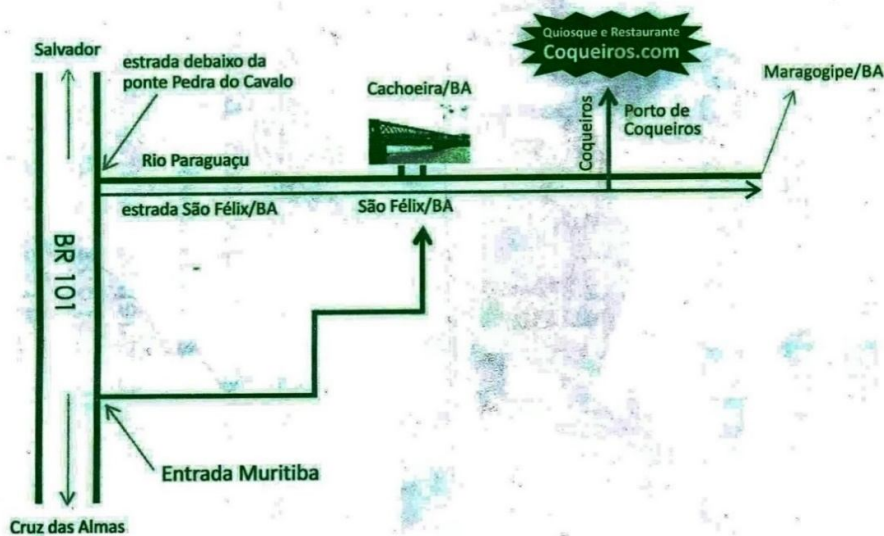 Salvador
estrada debaixo da
ponte Pedra do Cavalo
Cachoeira/BA
Quiosque e Restaurante
Coqueiros.com
Maragogipe/BA
Coqueiros
Porto de
Coqueiros
Rio Paraguaçu
estrada São Félix/BA
São Félix/BA
BR 101
Entrada Muritiba
Cruz das Almas